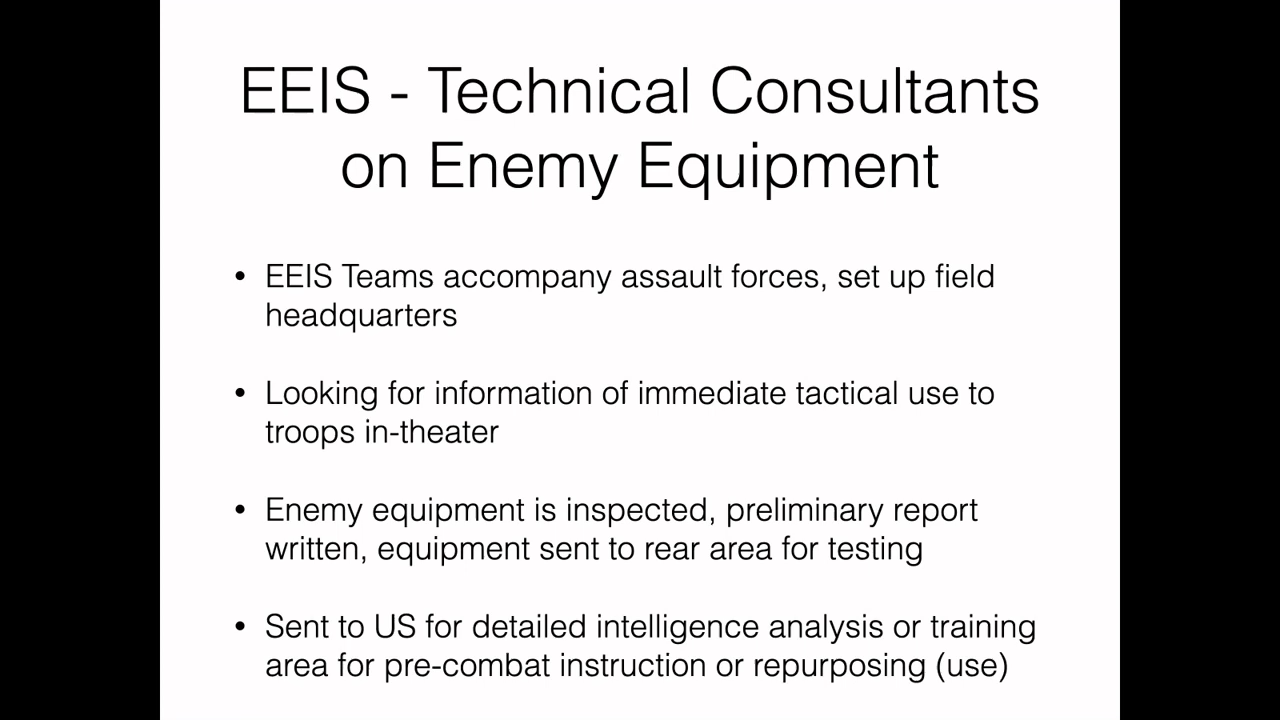 EEIS - Technical Consultants
on Enemy Equipment
• EEIS Teams accompany assault forces, set up field
headquarters
• Looking for information of immediate tactical use to
troops in-theater
• Enemy equipment is inspected, preliminary report
written, equipment sent to rear area for testing
• Sent to US for detailed intelligence analysis or training
area for pre-combat instruction or repurposing (use)